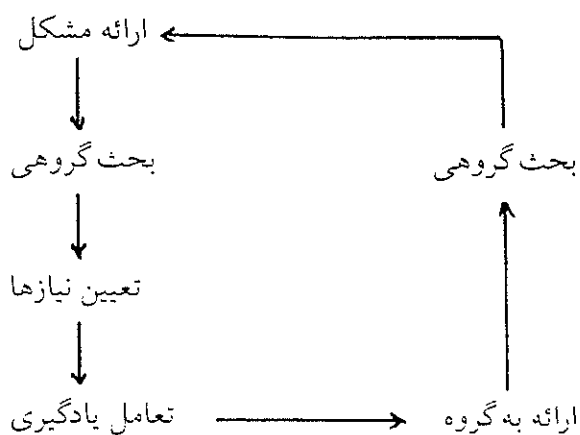 ارائه مشکل
بحث گروهی
بحث گروهی
تعیین نیازها
تعامل یادگیری
ارائه به گروه